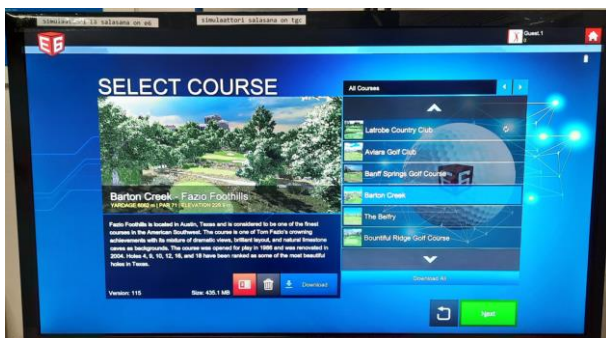 simulaattori 13 salasana on e6
simulaattori salasana on tgc
E6
Guest.1
SELECT COURSE
All Courses
Latrobe Country Club
Aviara Golf Club
Banff Springs Golf Course
Barton Creek
The Belfry
Bountiful Ridge Golf Course
Download All
Barton Creek - Fazio Foothills
YARDAGE 6062 m | PAR 71 | ELEVATION
Fazio Foothills is located in Austin, Texas and is considered to be one of the finest
courses in the American Southwest. The course is one of Tom Fazio's crowning
achievements with its mixture of dramatic views, brilliant layout, and natural limestone
caves as backgrounds. The course was opened for play in 1986 and was renovated in
2004. Holes 4, 9, 10, 12, 16, and 18 have been ranked as some of the most beautiful
holes in Texas.
Version: 115
Size: 435.1 MB
Download
Next